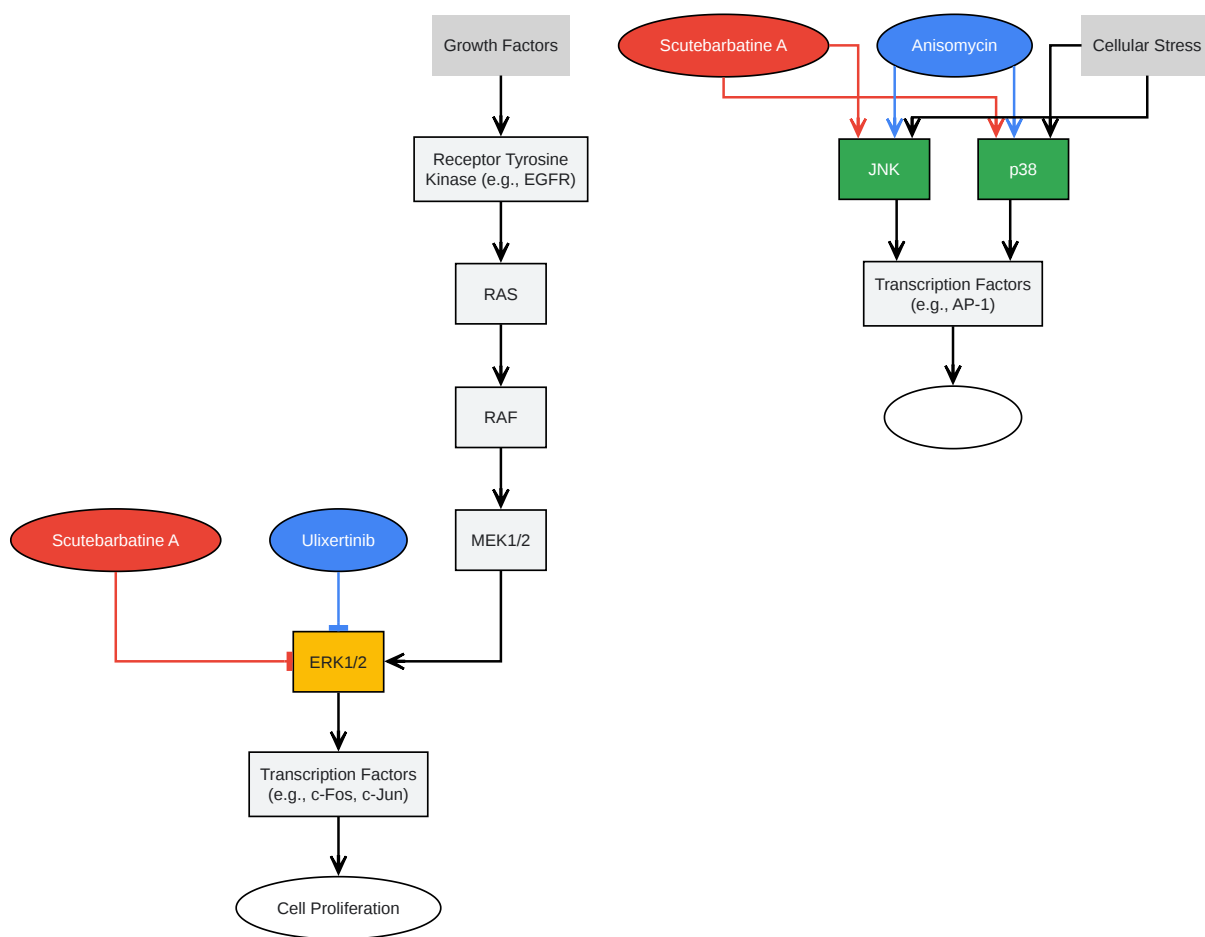 Growth Factors
Scutebarbatine A
Anisomycin
Cellular Stress
Receptor Tyrosine
Kinase (e.g., EGFR)
JNK
p38
RAS
Transcription Factors
(e.g., AP-1)
RAF
Scutebarbatine A
Ulixertinib
MEK1/2
ERK1/2
Transcription Factors
(e.g., c-Fos, c-Jun)
Cell Proliferation